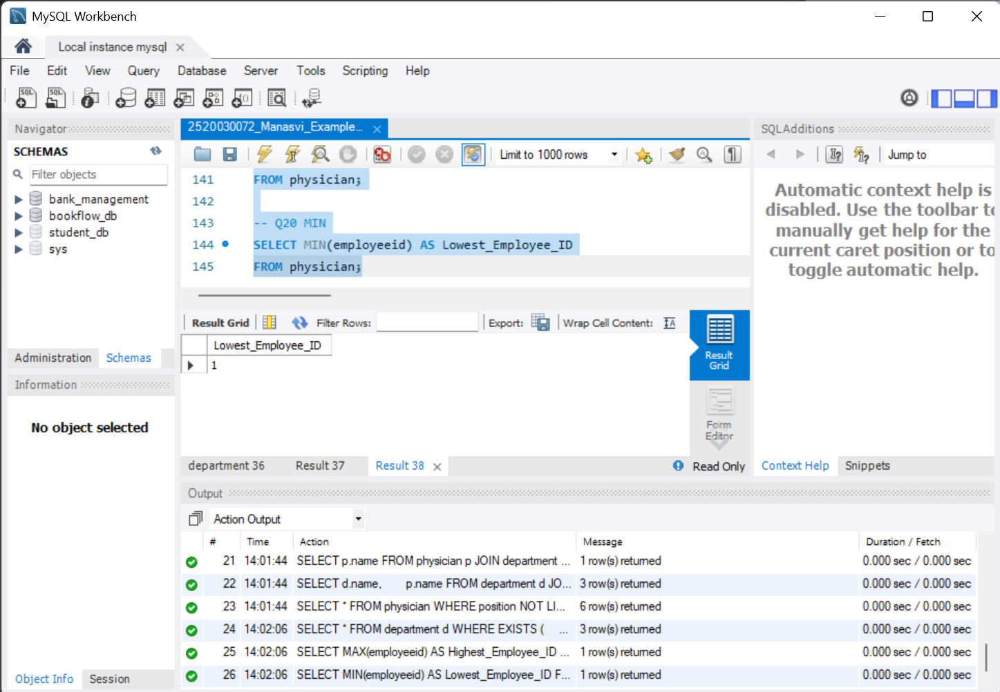 MySQL Workbench
Local instance mysql
File Edit View Query Database Server Tools Scripting Help
Navigator
SCHEMAS
Filter objects
bank_management
bookflow_db
student_db
sys
Administration Schemas
Information
No object selected
Object Info Session
2520030072_Manasvi_Example...
Limit to 1000 rows
141 FROM physician;
142
143 -- Q20 MIN
144 SELECT MIN(employeeid) AS Lowest_Employee_ID
145 FROM physician;
Result Grid Filter Rows: Export: Wrap Cell Content:
Lowest_Employee_ID
1
Result
Grid
Form
Editor
department 36 Result 37 Result 38 Read Only
SQLAdditions
Jump to
Automatic context help is
disabled. Use the toolbar to
manually get help for the
current caret position or to
toggle automatic help.
Context Help Snippets
Output
Action Output
# Time Action Message Duration / Fetch
21 14:01:44 SELECT p.name FROM physician p JOIN department ... 1 row(s) returned 0.000 sec / 0.000 sec
22 14:01:44 SELECT d.name, p.name FROM department d JO... 3 row(s) returned 0.000 sec / 0.000 sec
23 14:01:44 SELECT * FROM physician WHERE position NOT LI... 6 row(s) returned 0.000 sec / 0.000 sec
24 14:02:06 SELECT * FROM department d WHERE EXISTS ( ... 3 row(s) returned 0.000 sec / 0.000 sec
25 14:02:06 SELECT MAX(employeeid) AS Highest_Employee_ID ... 1 row(s) returned 0.000 sec / 0.000 sec
26 14:02:06 SELECT MIN(employeeid) AS Lowest_Employee_ID F... 1 row(s) returned 0.000 sec / 0.000 sec